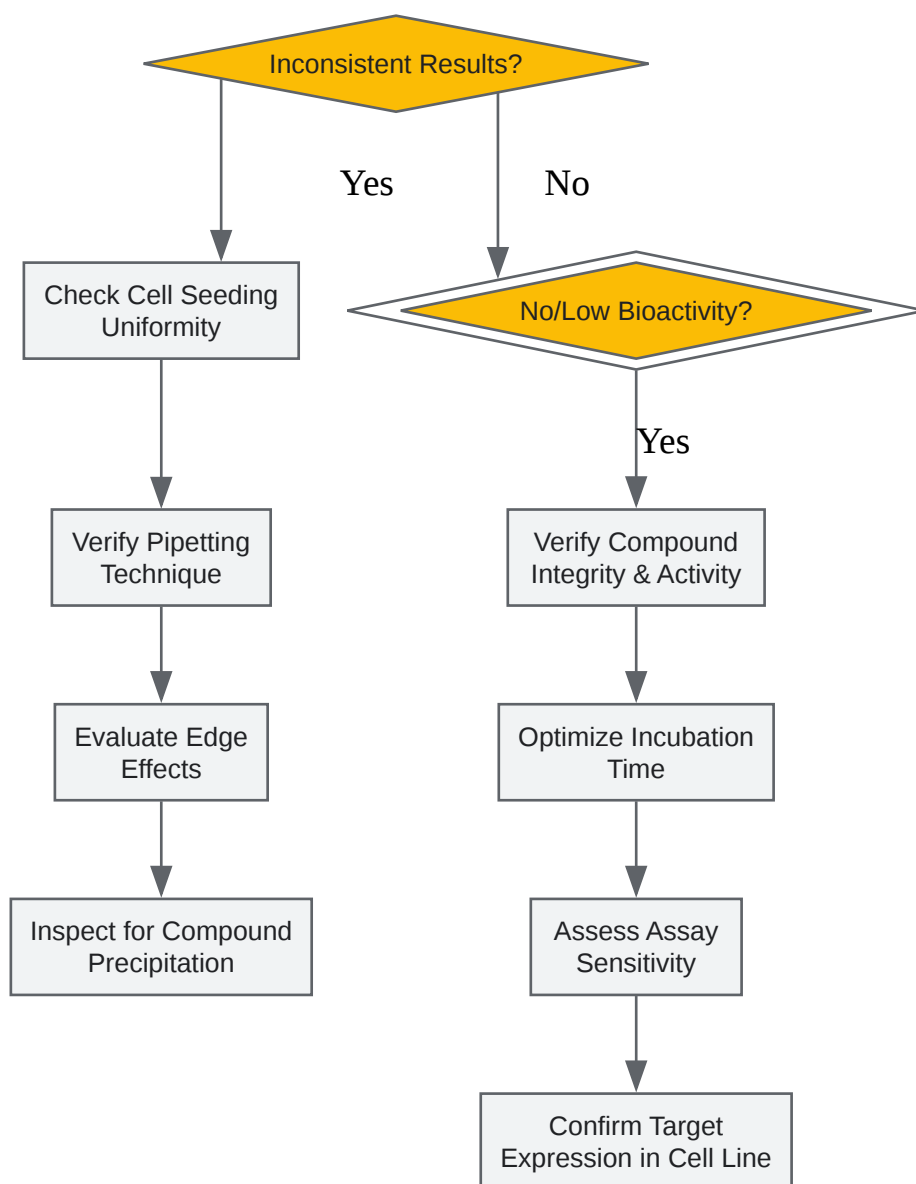 Inconsistent Results?
Yes
No
Check Cell Seeding
Uniformity
No/Low Bioactivity?
Yes
Verify Pipetting
Technique
Verify Compound
Integrity & Activity
Evaluate Edge
Effects
Optimize Incubation
Time
Inspect for Compound
Precipitation
Assess Assay
Sensitivity
Confirm Target
Expression in Cell Line